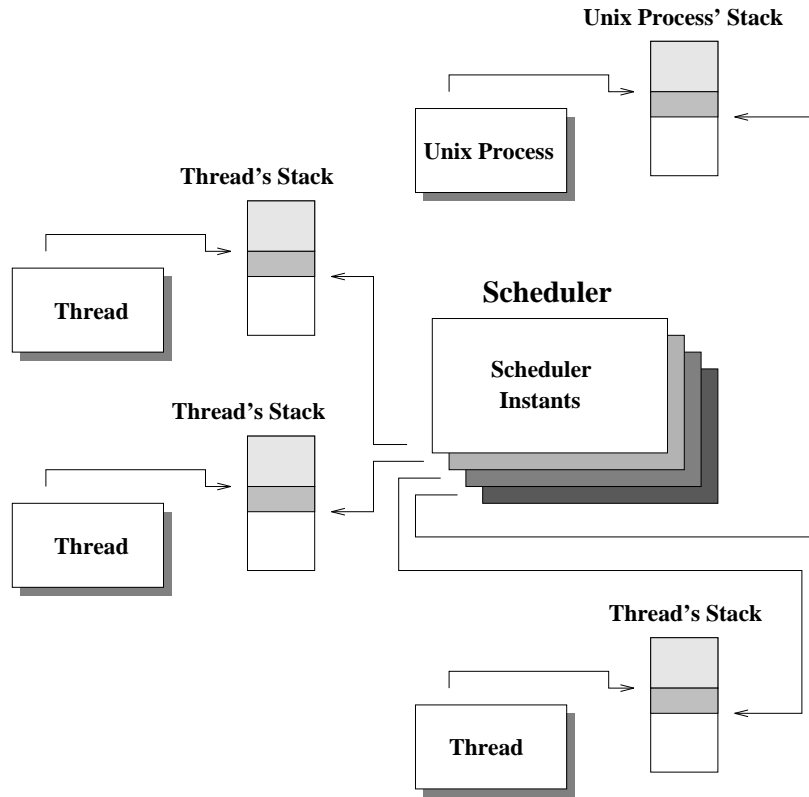 Unix Process' Stack
Unix Process
Thread's Stack
Thread
Scheduler
Scheduler
Instants
Thread's Stack
Thread
Thread's Stack
Thread